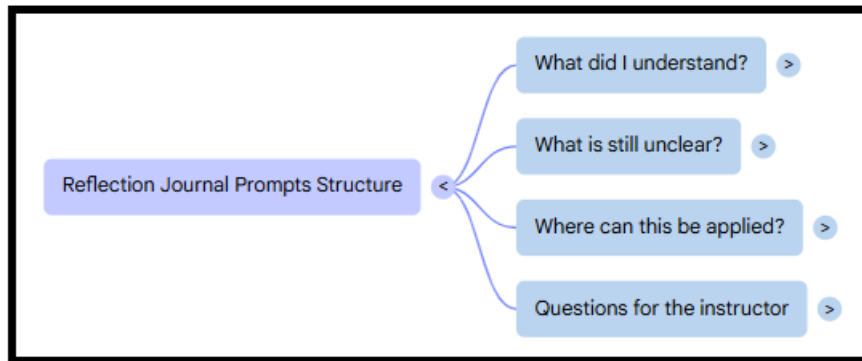 What did I understand? >
What is still unclear? >
Reflection Journal Prompts Structure <
Where can this be applied? >
Questions for the instructor >